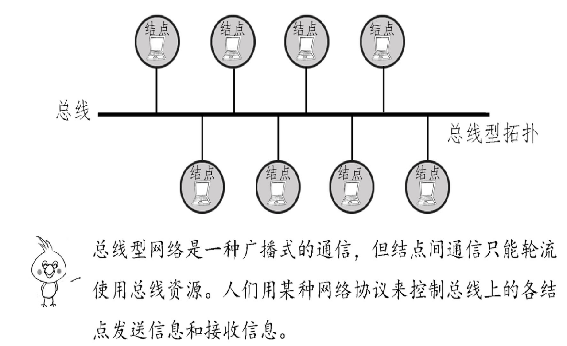 结点 结点 结点 结点
总线
总线型拓扑
结点 结点 结点 结点
总线型网络是一种广播式的通信，但结点间通信只能轮流
使用总线资源。人们用某种网络协议来控制总线上的各结
点发送信息和接收信息。